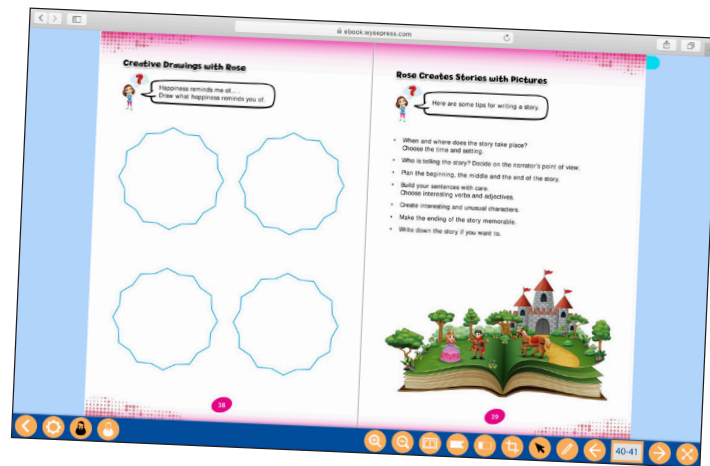 ebook.wysepress.com
Creative Drawings with Rose
?
Happiness reminds me of... .
Draw what happiness reminds you of.
38
Rose Creates Stories with Pictures
?
Here are some tips for writing a story.
• When and where does the story take place?
Choose the time and setting.
• Who is telling the story? Decide on the narrator's point of view.
• Plan the beginning, the middle and the end of the story.
• Build your sentences with care.
Choose interesting verbs and adjectives.
• Create interesting and unusual characters.
• Make the ending of the story memorable.
• Write down the story if you want to.
39
40-41